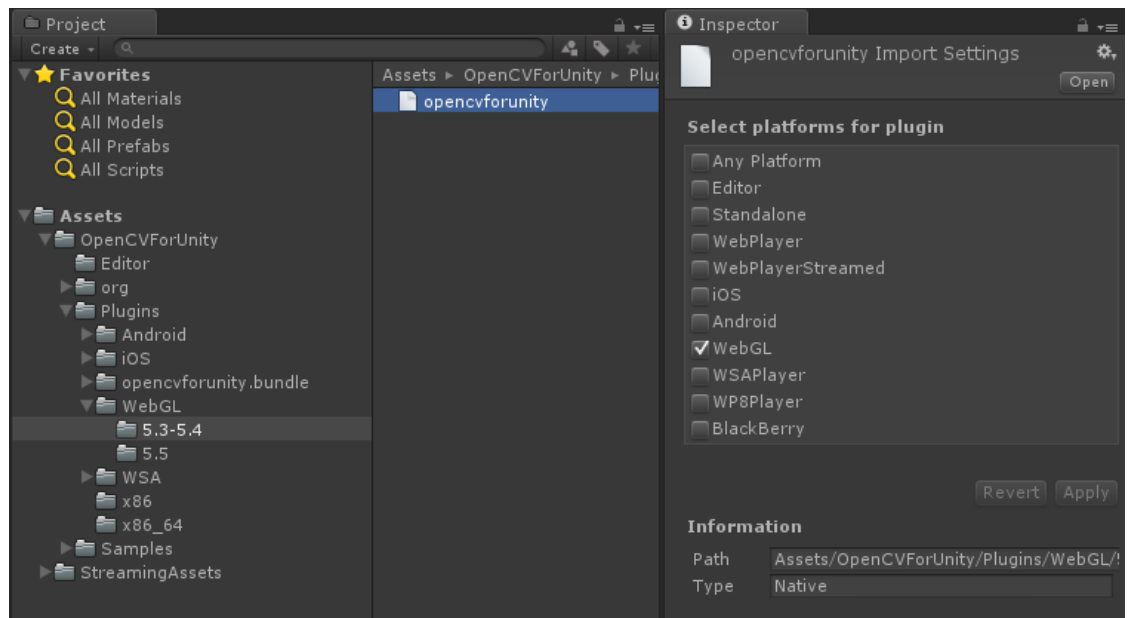 Project
Create
Favorites
All Materials
All Models
All Prefabs
All Scripts
Assets
OpenCVForUnity
Editor
org
Plugins
Android
iOS
opencvforunity.bundle
WebGL
5.3-5.4
5.5
WSA
x86
x86_64
Samples
StreamingAssets
Assets ▸ OpenCVForUnity ▸
opencvforunity
Inspector
opencvforunity Import Settings
Open
Select platforms for plugin
Any Platform
Editor
Standalone
WebPlayer
WebPlayerStreamed
iOS
Android
WebGL
WSAPlayer
WP8Player
BlackBerry
Revert Apply
Information
Path Assets/OpenCVForUnity/Plugins/WebGL/
Type Native